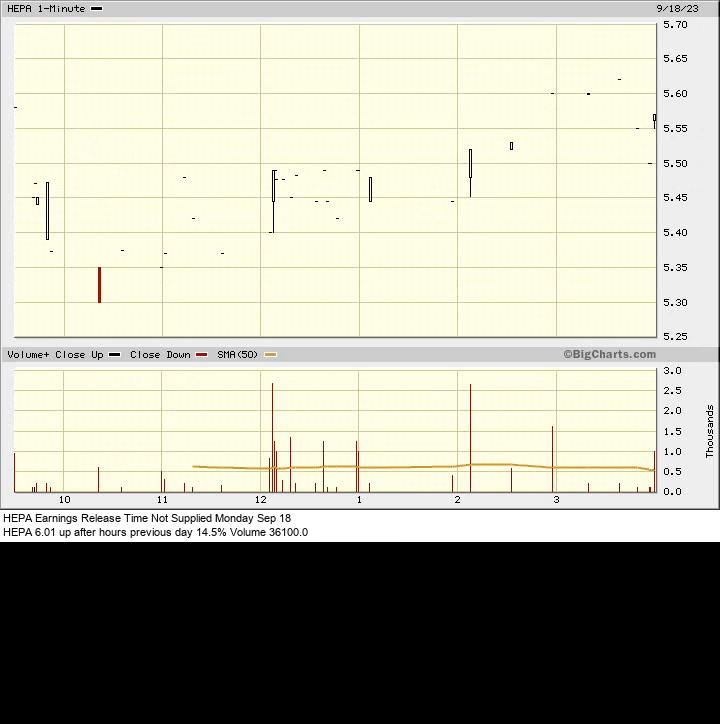 HEPA 1-Minute 9/18/23
5.70
5.65
5.60
5.55
5.50
5.45
5.40
5.35
5.30
5.25
Volume+ Close Up Close Down SMA(50) ©BigCharts.com
3.0
2.5
2.0
1.5
1.0
0.5
0.0
Thousands
10 11 12 1 2 3
HEPA Earnings Release Time Not Supplied Monday Sep 18
HEPA 6.01 up after hours previous day 14.5% Volume 36100.0